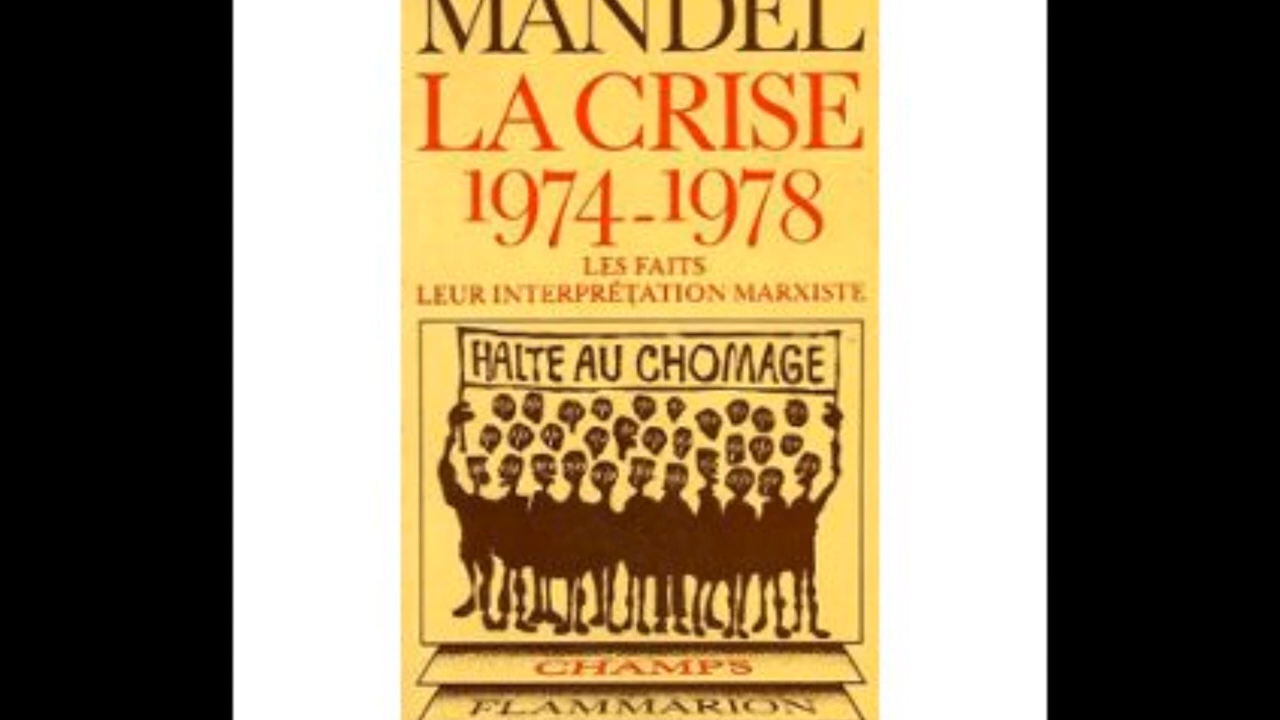 MANDEL
LA CRISE
1974-1978
LES FAITS
LEUR INTERPRÉTATION MARXISTE
HALTE AU CHOMAGE
CHAMPS
FLAMMARION